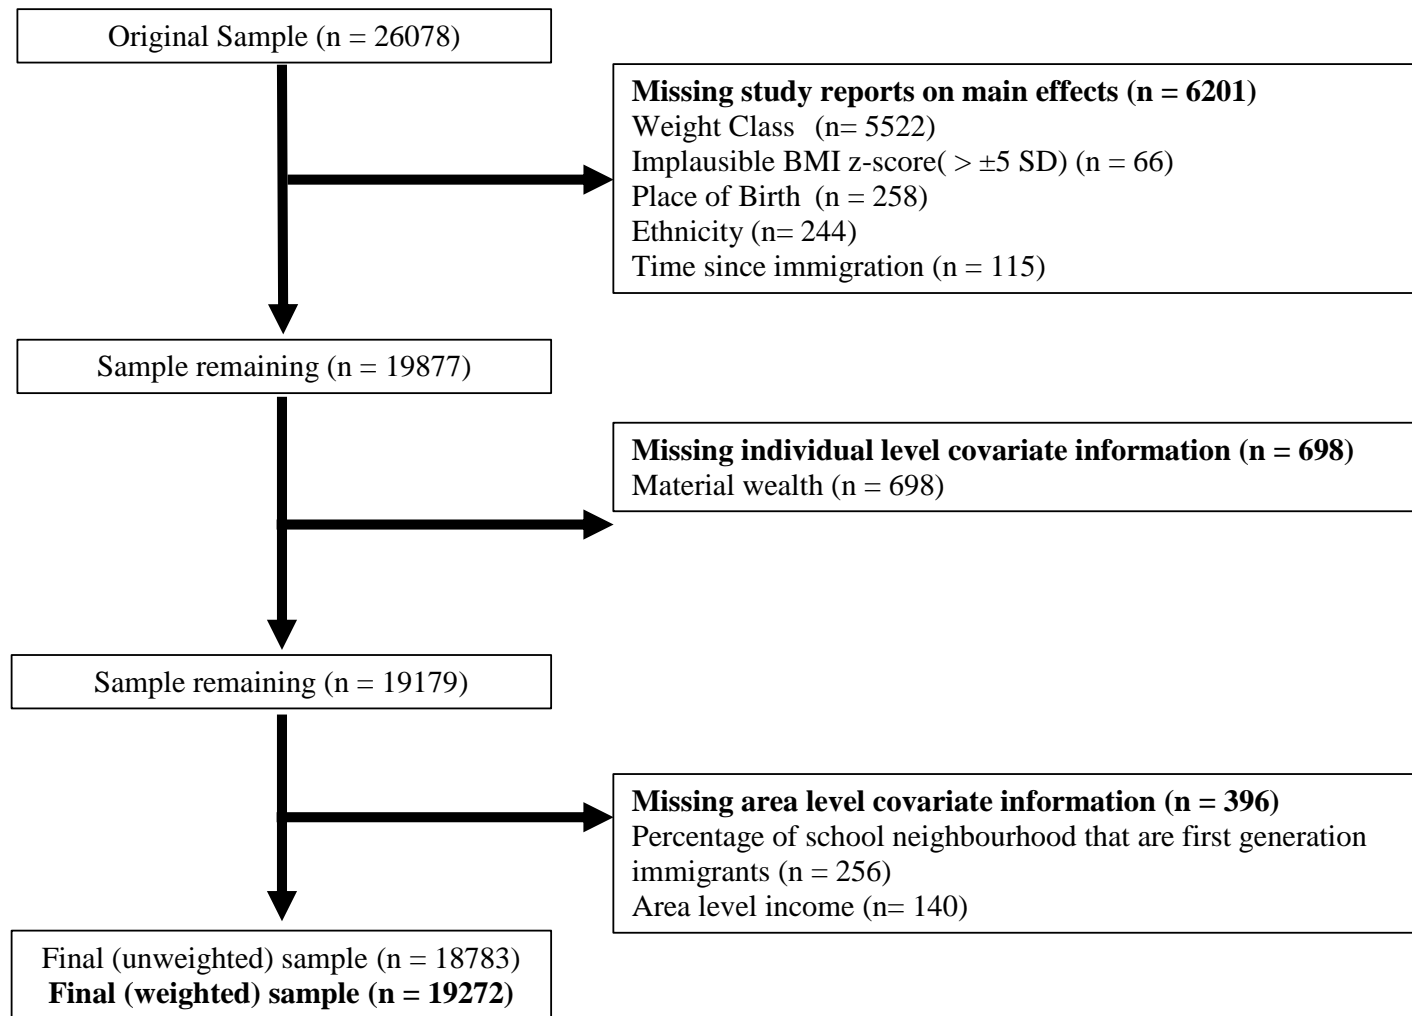 Original Sample (n = 26078)
Missing study reports on main effects (n = 6201)
Weight Class (n= 5522)
Implausible BMI z-score( > ±5 SD) (n = 66)
Place of Birth (n = 258)
Ethnicity (n= 244)
Time since immigration (n = 115)
Sample remaining (n = 19877)
Missing individual level covariate information (n = 698)
Material wealth (n = 698)
Sample remaining (n = 19179)
Missing area level covariate information (n = 396)
Percentage of school neighbourhood that are first generation
immigrants (n = 256)
Area level income (n= 140)
Final (unweighted) sample (n = 18783)
Final (weighted) sample (n = 19272)